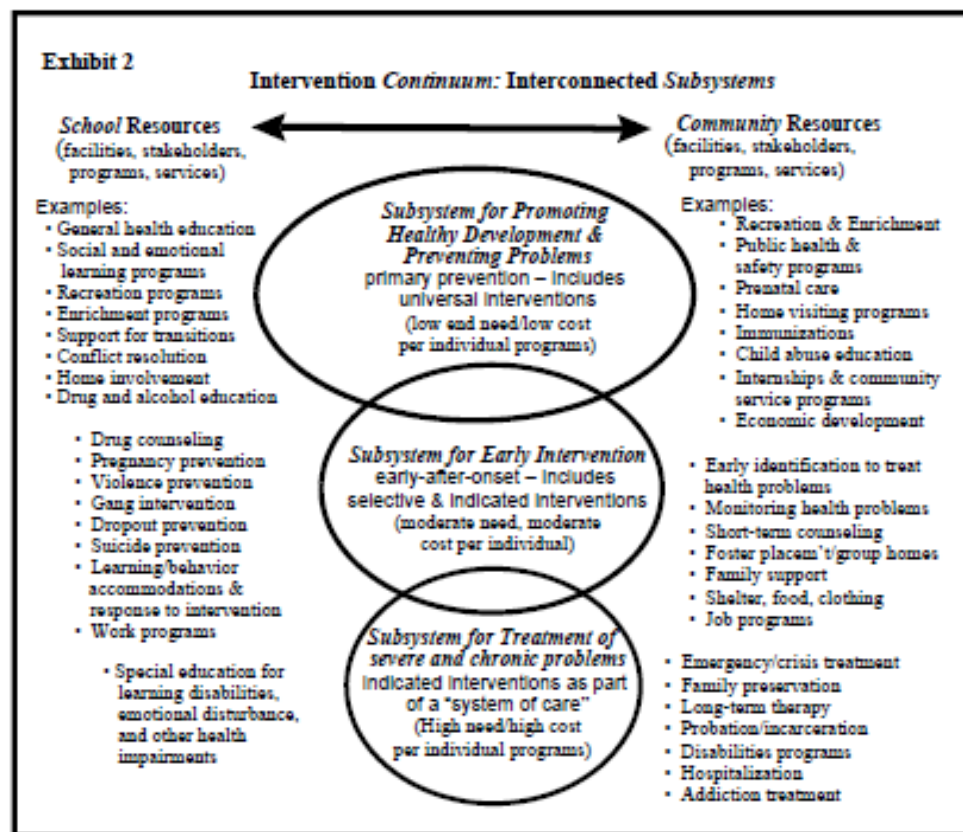 Exhibit 2
Intervention Continuum: Interconnected Subsystems
School Resources
(facilities, stakeholders,
programs, services)
Examples:
• General health education
• Social and emotional
learning programs
• Recreation programs
• Enrichment programs
• Support for transitions
• Conflict resolution
• Home involvement
• Drug and alcohol education
• Drug counseling
• Pregnancy prevention
• Violence prevention
• Gang intervention
• Dropout prevention
• Suicide prevention
• Learning/behavior
accommodations &
response to intervention
• Work programs
• Special education for
learning disabilities,
emotional disturbance,
and other health
impairments
Subsystem for Promoting
Healthy Development &
Preventing Problems
primary prevention – includes
universal interventions
(low end need/low cost
per individual programs)
Subsystem for Early Intervention
early-after-onset – includes
selective & indicated interventions
(moderate need, moderate
cost per individual)
Subsystem for Treatment of
severe and chronic problems
indicated interventions as part
of a "system of care"
(High need/high cost
per individual programs)
Community Resources
(facilities, stakeholders,
programs, services)
Examples:
• Recreation & Enrichment
• Public health &
safety programs
• Prenatal care
• Home visiting programs
• Immunizations
• Child abuse education
• Internships & community
service programs
• Economic development
• Early identification to treat
health problems
• Monitoring health problems
• Short-term counseling
• Foster placem't/group homes
• Family support
• Shelter, food, clothing
• Job programs
• Emergency/crisis treatment
• Family preservation
• Long-term therapy
• Probation/incarceration
• Disabilities programs
• Hospitalization
• Addiction treatment